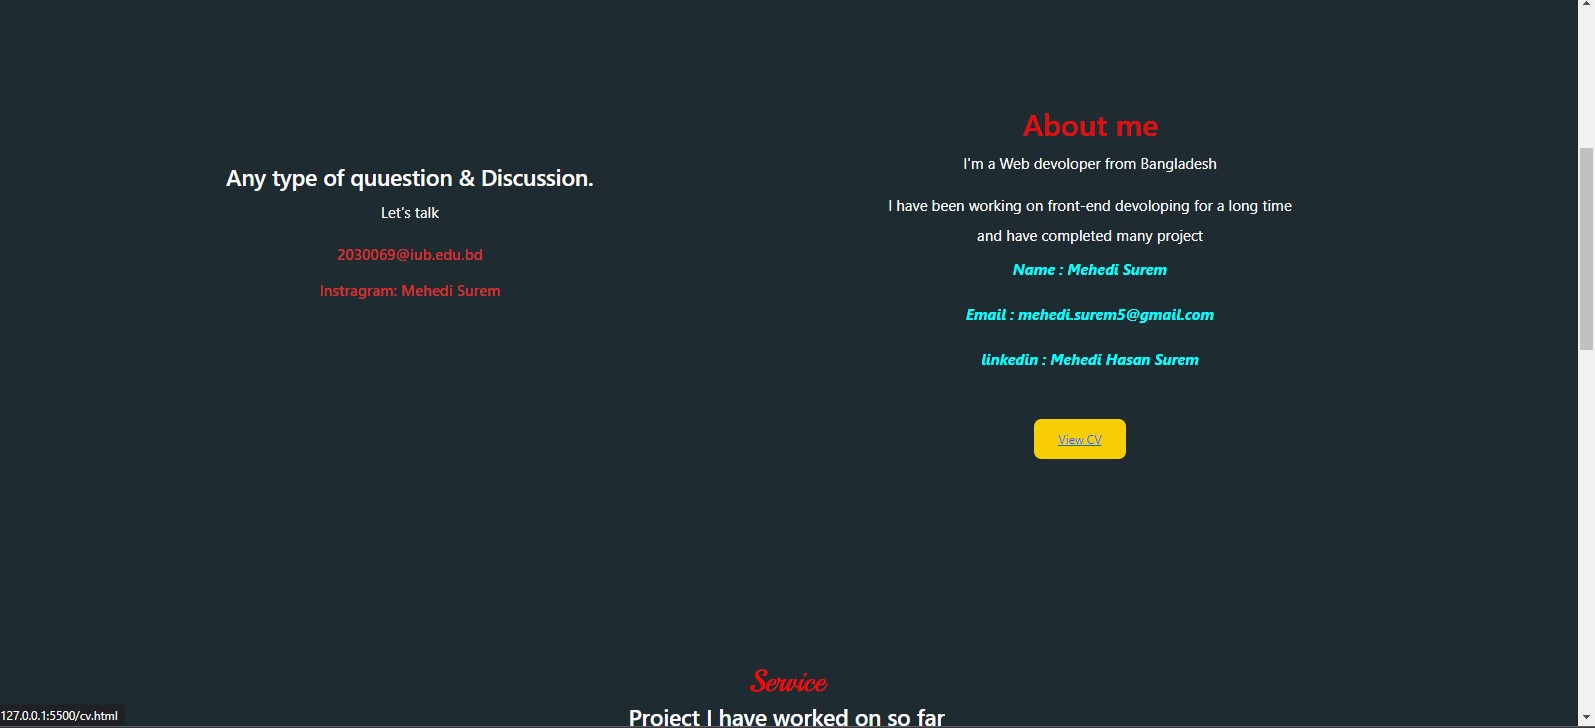 Any type of quuestion & Discussion.
Let's talk
2030069@iub.edu.bd
Instragram: Mehedi Surem
About me
I'm a Web devoloper from Bangladesh
I have been working on front-end devoloping for a long time
and have completed many project
Name : Mehedi Surem
Email : mehedi.surem5@gmail.com
linkedin : Mehedi Hasan Surem
View CV
Service
Project I have worked on so far
127.0.0.1:5500/cv.html